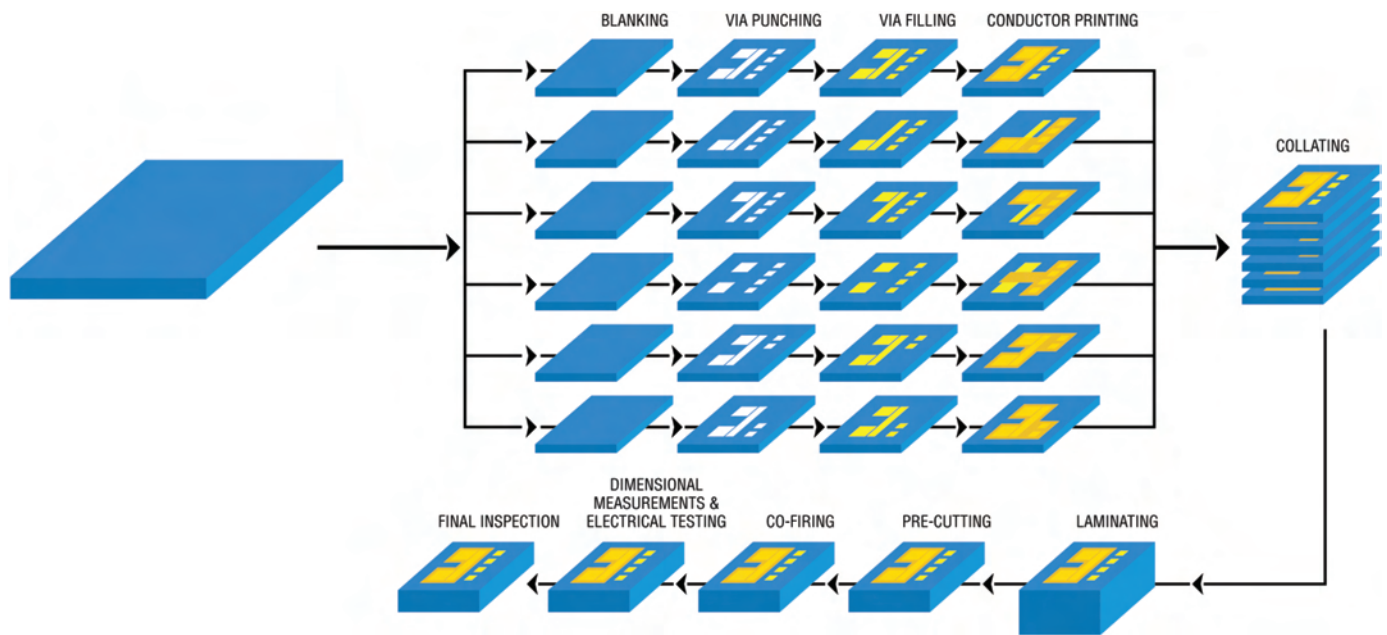 BLANKING
VIA PUNCHING
VIA FILLING
CONDUCTOR PRINTING
COLLATING
DIMENSIONAL
MEASUREMENTS &
FINAL INSPECTION
ELECTRICAL TESTING
CO-FIRING
PRE-CUTTING
LAMINATING